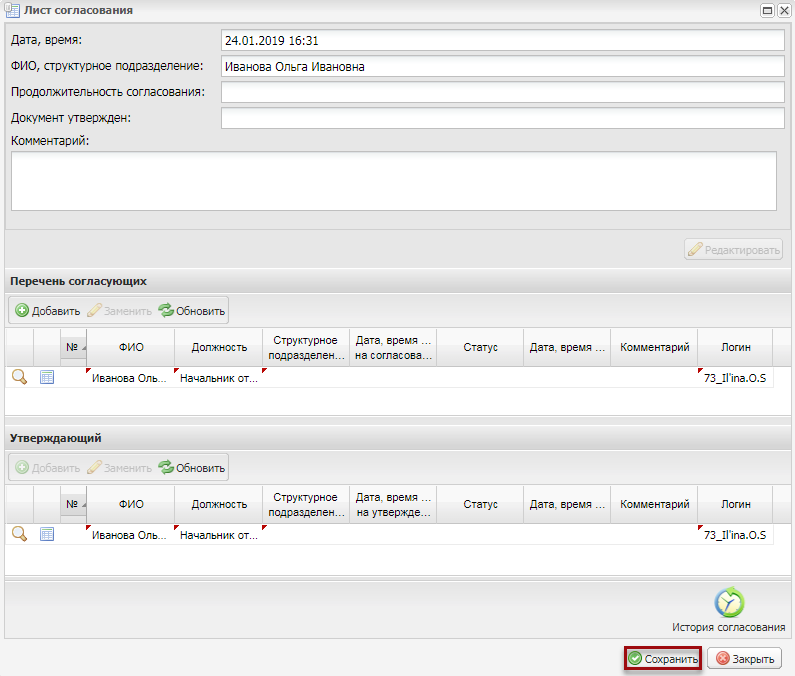 Лист согласования
Дата, время: 24.01.2019 16:31
ФИО, структурное подразделение: Иванова Ольга Ивановна
Продолжительность согласования:
Документ утвержден:
Комментарий:
Редактировать
Перечень согласующих
Добавить Заменить Обновить
№ ФИО Должность Структурное подразделен... Дата, время ... на согласова... Статус Дата, время ... Комментарий Логин
Иванова Оль... Начальник от... 73_Il'ina.O.S
Утверждающий
Добавить Заменить Обновить
№ ФИО Должность Структурное подразделен... Дата, время ... на утвержде... Статус Дата, время ... Комментарий Логин
Иванова Оль... Начальник от... 73_Il'ina.O.S
История согласования
Сохранить Закрыть